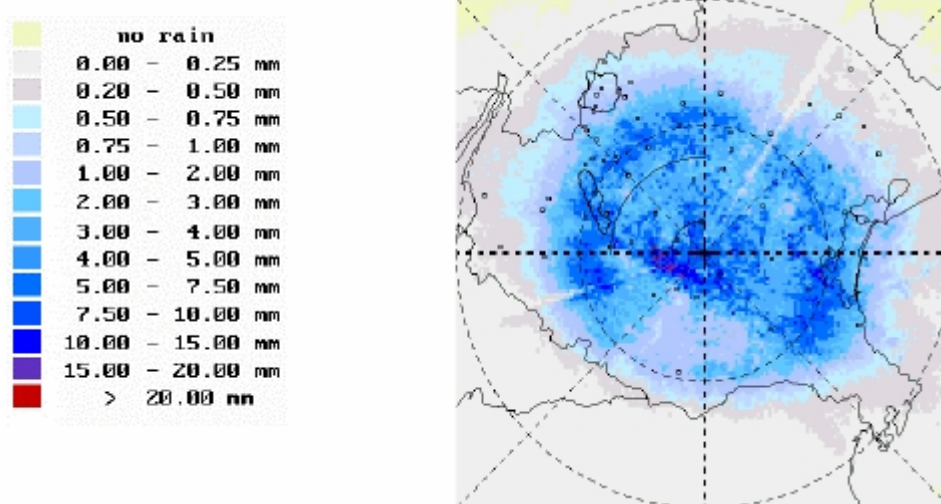 no rain
0.00 - 0.25 mm
0.20 - 0.50 mm
0.50 - 0.75 mm
0.75 - 1.00 mm
1.00 - 2.00 mm
2.00 - 3.00 mm
3.00 - 4.00 mm
4.00 - 5.00 mm
5.00 - 7.50 mm
7.50 - 10.00 mm
10.00 - 15.00 mm
15.00 - 20.00 mm
> 20.00 mm